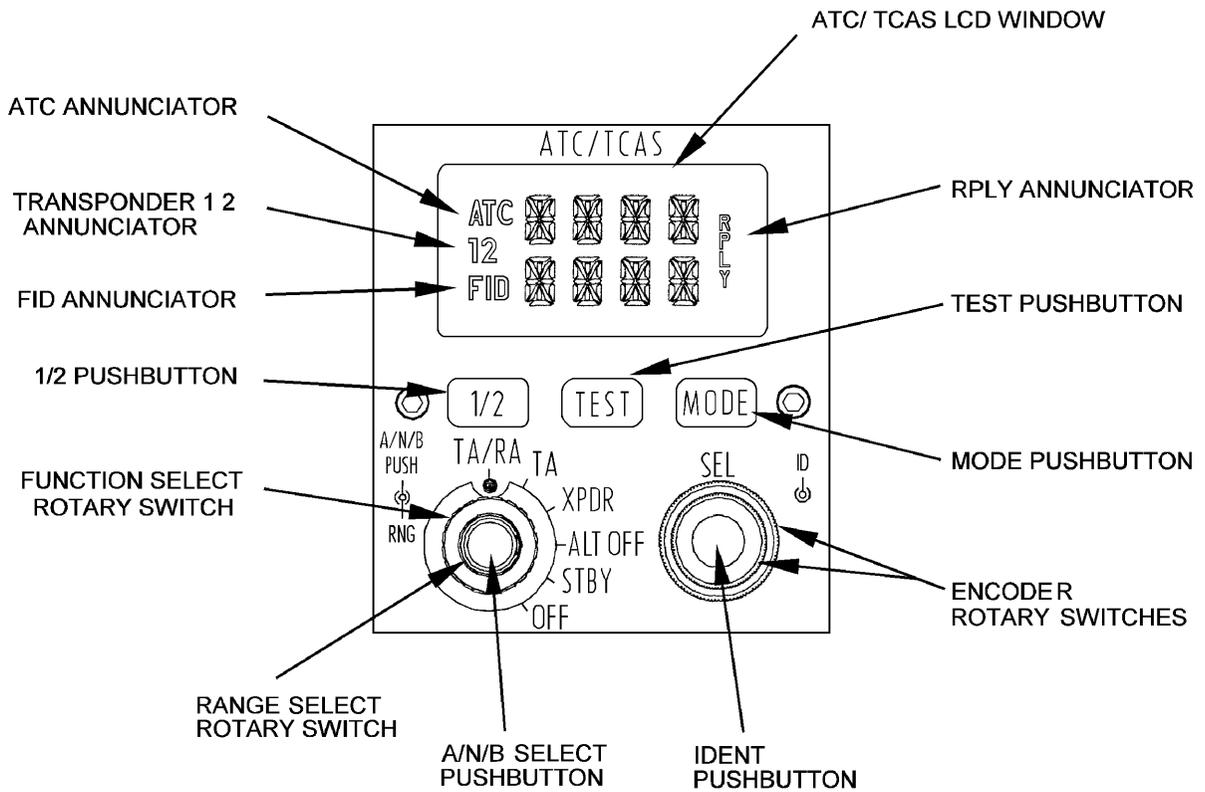 ATC/ TCAS LCD WINDOW
ATC ANNUNCIATOR
ATC/TCAS
TRANSPONDER 1 2
ANNUNCIATOR
RPLY ANNUNCIATOR
ATC
RPLY
12
FID
FID ANNUNCIATOR
TEST PUSHBUTTON
1/2 PUSHBUTTON
1/2
TEST
MODE
A/N/B
PUSH
RNG
TA/RA
TA
XPDR
ALT OFF
STBY
OFF
SEL
ID
MODE PUSHBUTTON
FUNCTION SELECT
ROTARY SWITCH
ENCODER
ROTARY SWITCHES
RANGE SELECT
ROTARY SWITCH
A/N/B SELECT
PUSHBUTTON
IDENT
PUSHBUTTON